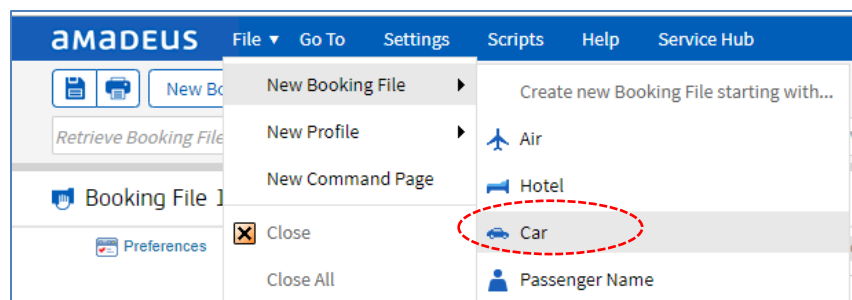 aмaDEUS File ▾ Go To Settings Scripts Help Service Hub
New Bo
New Booking File
Create new Booking File starting with...
Retrieve Booking File
New Profile
Air
New Command Page
Hotel
Booking File
Close
Car
Preferences
Close All
Passenger Name